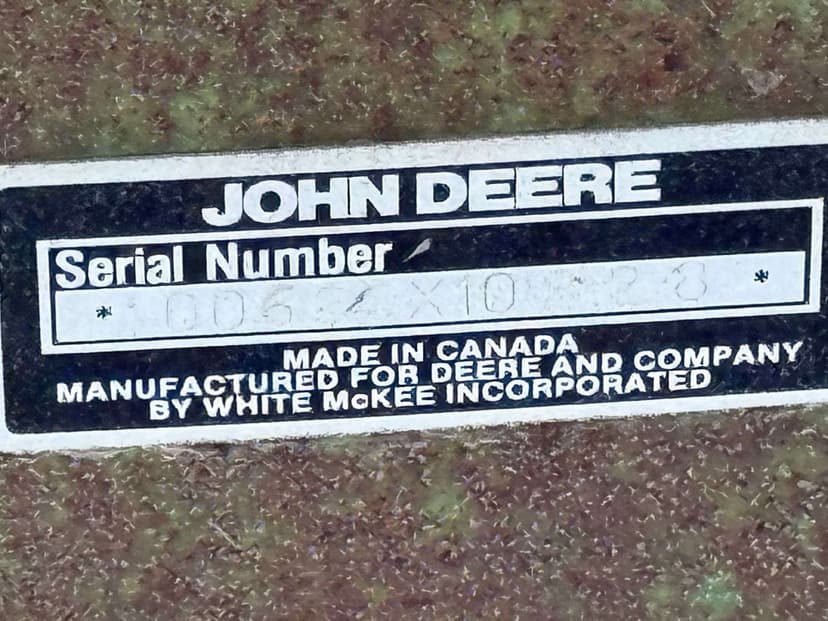 JOHN DEERE
Serial Number
MADE IN CANADA
MANUFACTURED FOR DEERE AND COMPANY
BY WHITE McKEE INCORPORATED